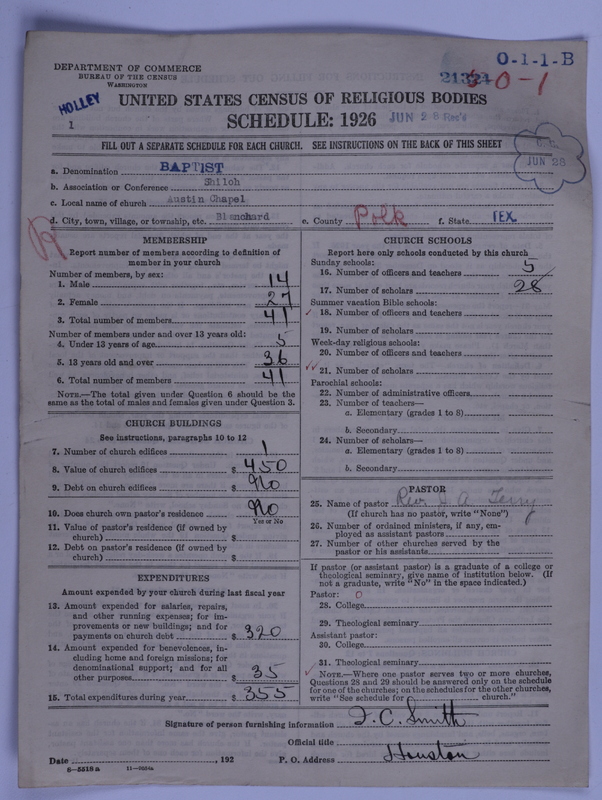 DEPARTMENT OF COMMERCE
BUREAU OF THE CENSUS
WASHINGTON
O-1-1-B
O-1
HOLLEY
1
UNITED STATES CENSUS OF RELIGIOUS BODIES
SCHEDULE: 1926 JUN 28 Rec'd
FILL OUT A SEPARATE SCHEDULE FOR EACH CHURCH. SEE INSTRUCTIONS ON THE BACK OF THIS SHEET
JUN 28
a. Denomination BAPTIST
b. Association or Conference Shiloh
c. Local name of church Austin Chapel
d. City, town, village, or township, etc. Blanchard e. County Polk f. State TEX.
MEMBERSHIP
Report number of members according to definition of
member in your church
Number of members, by sex:
1. Male 14
2. Female 27
3. Total number of members 41
Number of members under and over 13 years old:
4. Under 13 years of age 5
5. 13 years old and over 36
6. Total number of members 41
NOTE.—The total given under Question 6 should be the
same as the total of males and females given under Question 3.
CHURCH BUILDINGS
See instructions, paragraphs 10 to 12
7. Number of church edifices 1
8. Value of church edifices $ 450
9. Debt on church edifices $ No
10. Does church own pastor's residence No
Yes or No
11. Value of pastor's residence (if owned by
church) $
12. Debt on pastor's residence (if owned by
church) $
EXPENDITURES
Amount expended by your church during last fiscal year
13. Amount expended for salaries, repairs,
and other running expenses; for im-
provements or new buildings; and for
payments on church debt $ 320
14. Amount expended for benevolences, in-
cluding home and foreign missions; for
denominational support; and for all
other purposes $ 35
15. Total expenditures during year $ 355
CHURCH SCHOOLS
Report here only schools conducted by this church
Sunday schools:
16. Number of officers and teachers 5
17. Number of scholars 28
Summer vacation Bible schools:
18. Number of officers and teachers
19. Number of scholars
Week-day religious schools:
20. Number of officers and teachers
21. Number of scholars
Parochial schools:
22. Number of administrative officers
23. Number of teachers—
a. Elementary (grades 1 to 8)
b. Secondary
24. Number of scholars—
a. Elementary (grades 1 to 8)
b. Secondary
PASTOR
25. Name of pastor Rev. A. Terry
(If church has no pastor, write "None")
26. Number of ordained ministers, if any, em-
ployed as assistant pastors
27. Number of other churches served by the
pastor or his assistants
If pastor (or assistant pastor) is a graduate of a college or
theological seminary, give name of institution below. (If
not a graduate, write "No" in the space indicated.)
Pastor: 0
28. College
29. Theological seminary
Assistant pastor:
30. College
31. Theological seminary
NOTE.—Where one pastor serves two or more churches,
Questions 28 and 29 should be answered only on the schedule
for one of the churches; on the schedules for the other churches,
write "See schedule for church."
Signature of person furnishing information J. C. Smith
Official title
Date , 192 P. O. Address Houston
8-5519a 11-9554a